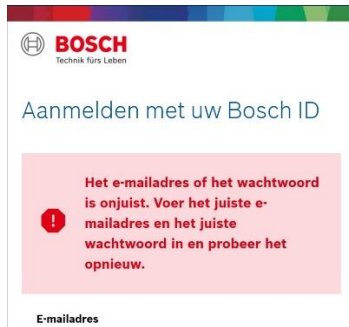 BOSCH
Technik fürs Leben
Aanmelden met uw Bosch ID
Het e-mailadres of het wachtwoord
is onjuist. Voer het juiste e-
mailadres en het juiste
wachtwoord in en probeer het
opnieuw.
E-mailadres